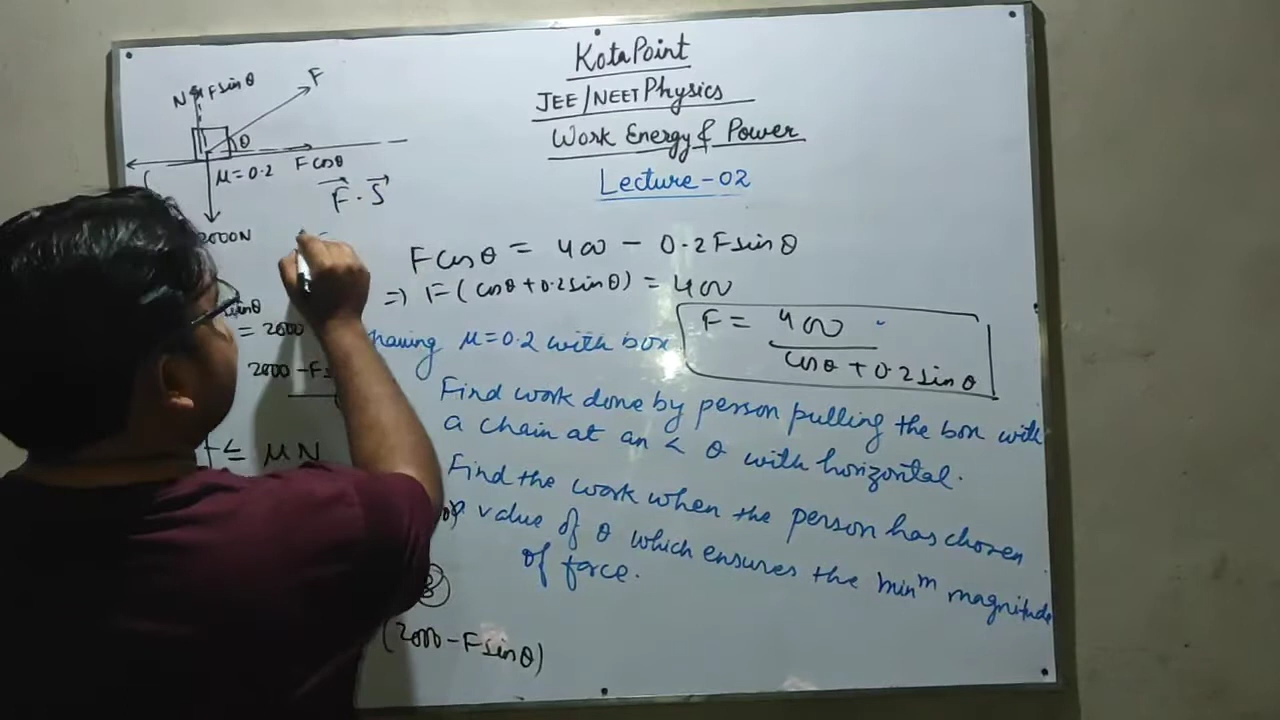 KotaPoint
JEE/NEET Physics
Work Energy & Power
Lecture-02
N F sin θ
F
θ
μ=0.2 F cos θ
F⃗ · S⃗
2000N
F cos θ = 400 - 0.2 F sin θ
=) F(cos θ + 0.2 sin θ) = 400
F = 400 / cos θ + 0.2 sin θ
sin θ
= 2000
2000 - F
f ≤ μN
having μ=0.2 with box
Find work done by person pulling the box with
a chain at an < θ with horizontal.
Find the work when the person has chosen
value of θ which ensures the minᵐ magnitude
of force.
(2000 - F sin θ)